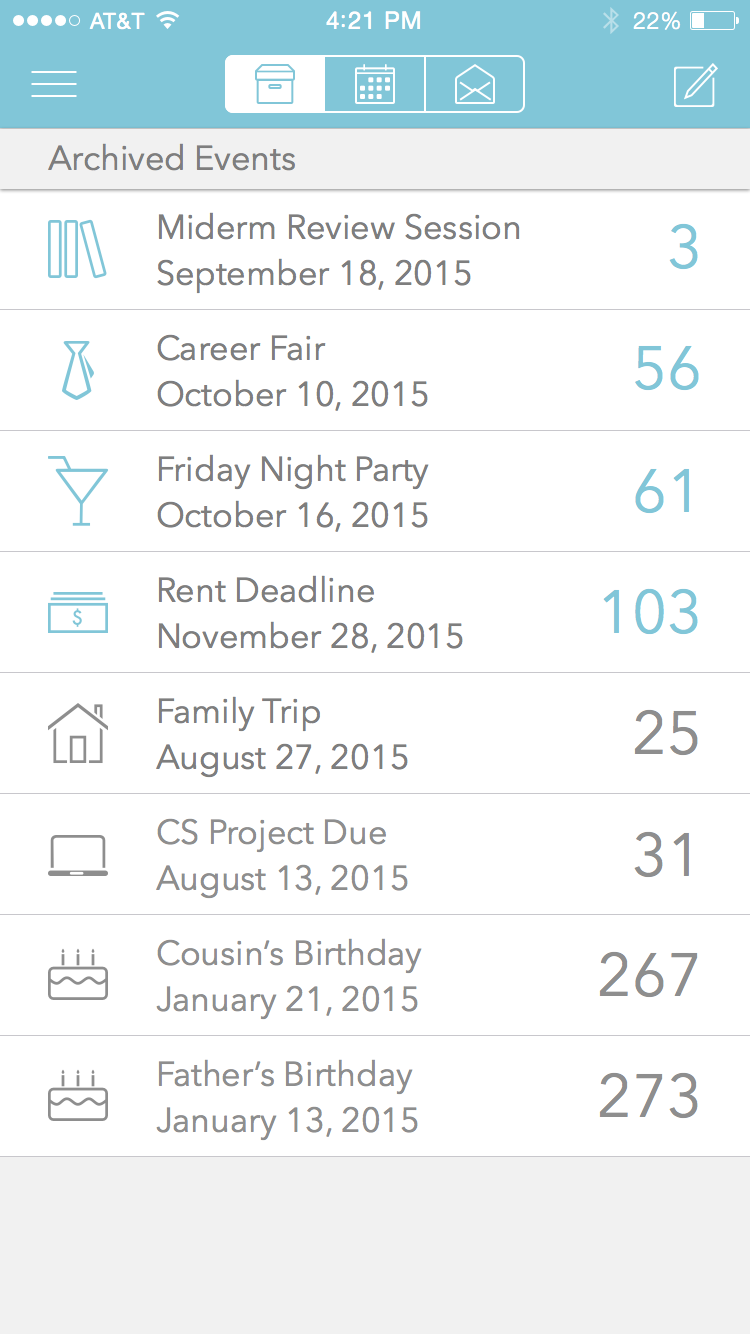 AT&T 4:21 PM 22%
Archived Events
Miderm Review Session
September 18, 2015
3
Career Fair
October 10, 2015
56
Friday Night Party
October 16, 2015
61
$
Rent Deadline
November 28, 2015
103
Family Trip
August 27, 2015
25
CS Project Due
August 13, 2015
31
Cousin’s Birthday
January 21, 2015
267
Father’s Birthday
January 13, 2015
273